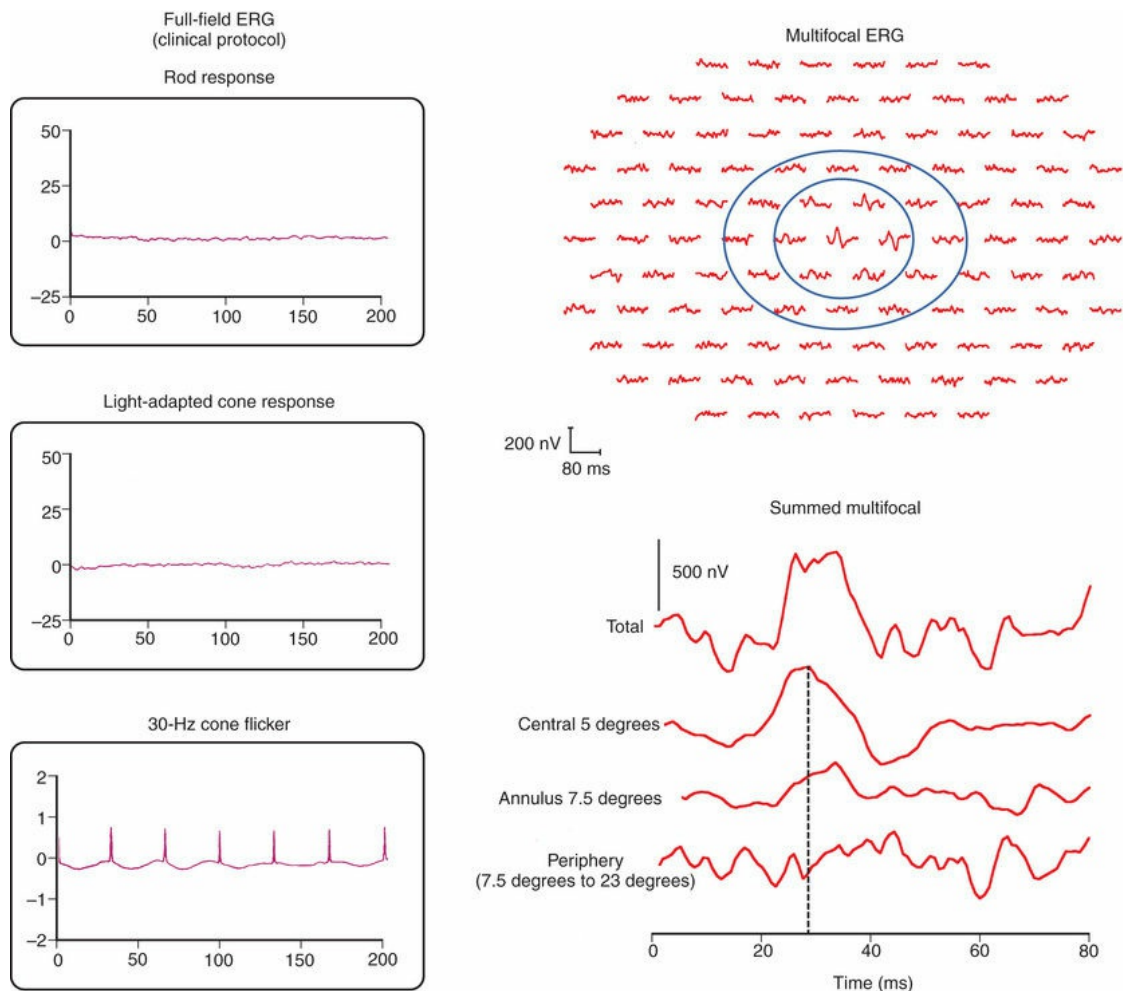 Full-field ERG
(clinical protocol)
Rod response
50
25
0
−25
0 50 100 150 200
Light-adapted cone response
50
25
0
−25
0 50 100 150 200
30-Hz cone flicker
2
1
0
−1
−2
0 50 100 150 200
Multifocal ERG
200 nV
80 ms
Summed multifocal
500 nV
Total
Central 5 degrees
Annulus 7.5 degrees
Periphery
(7.5 degrees to 23 degrees)
0 20 40 60 80
Time (ms)